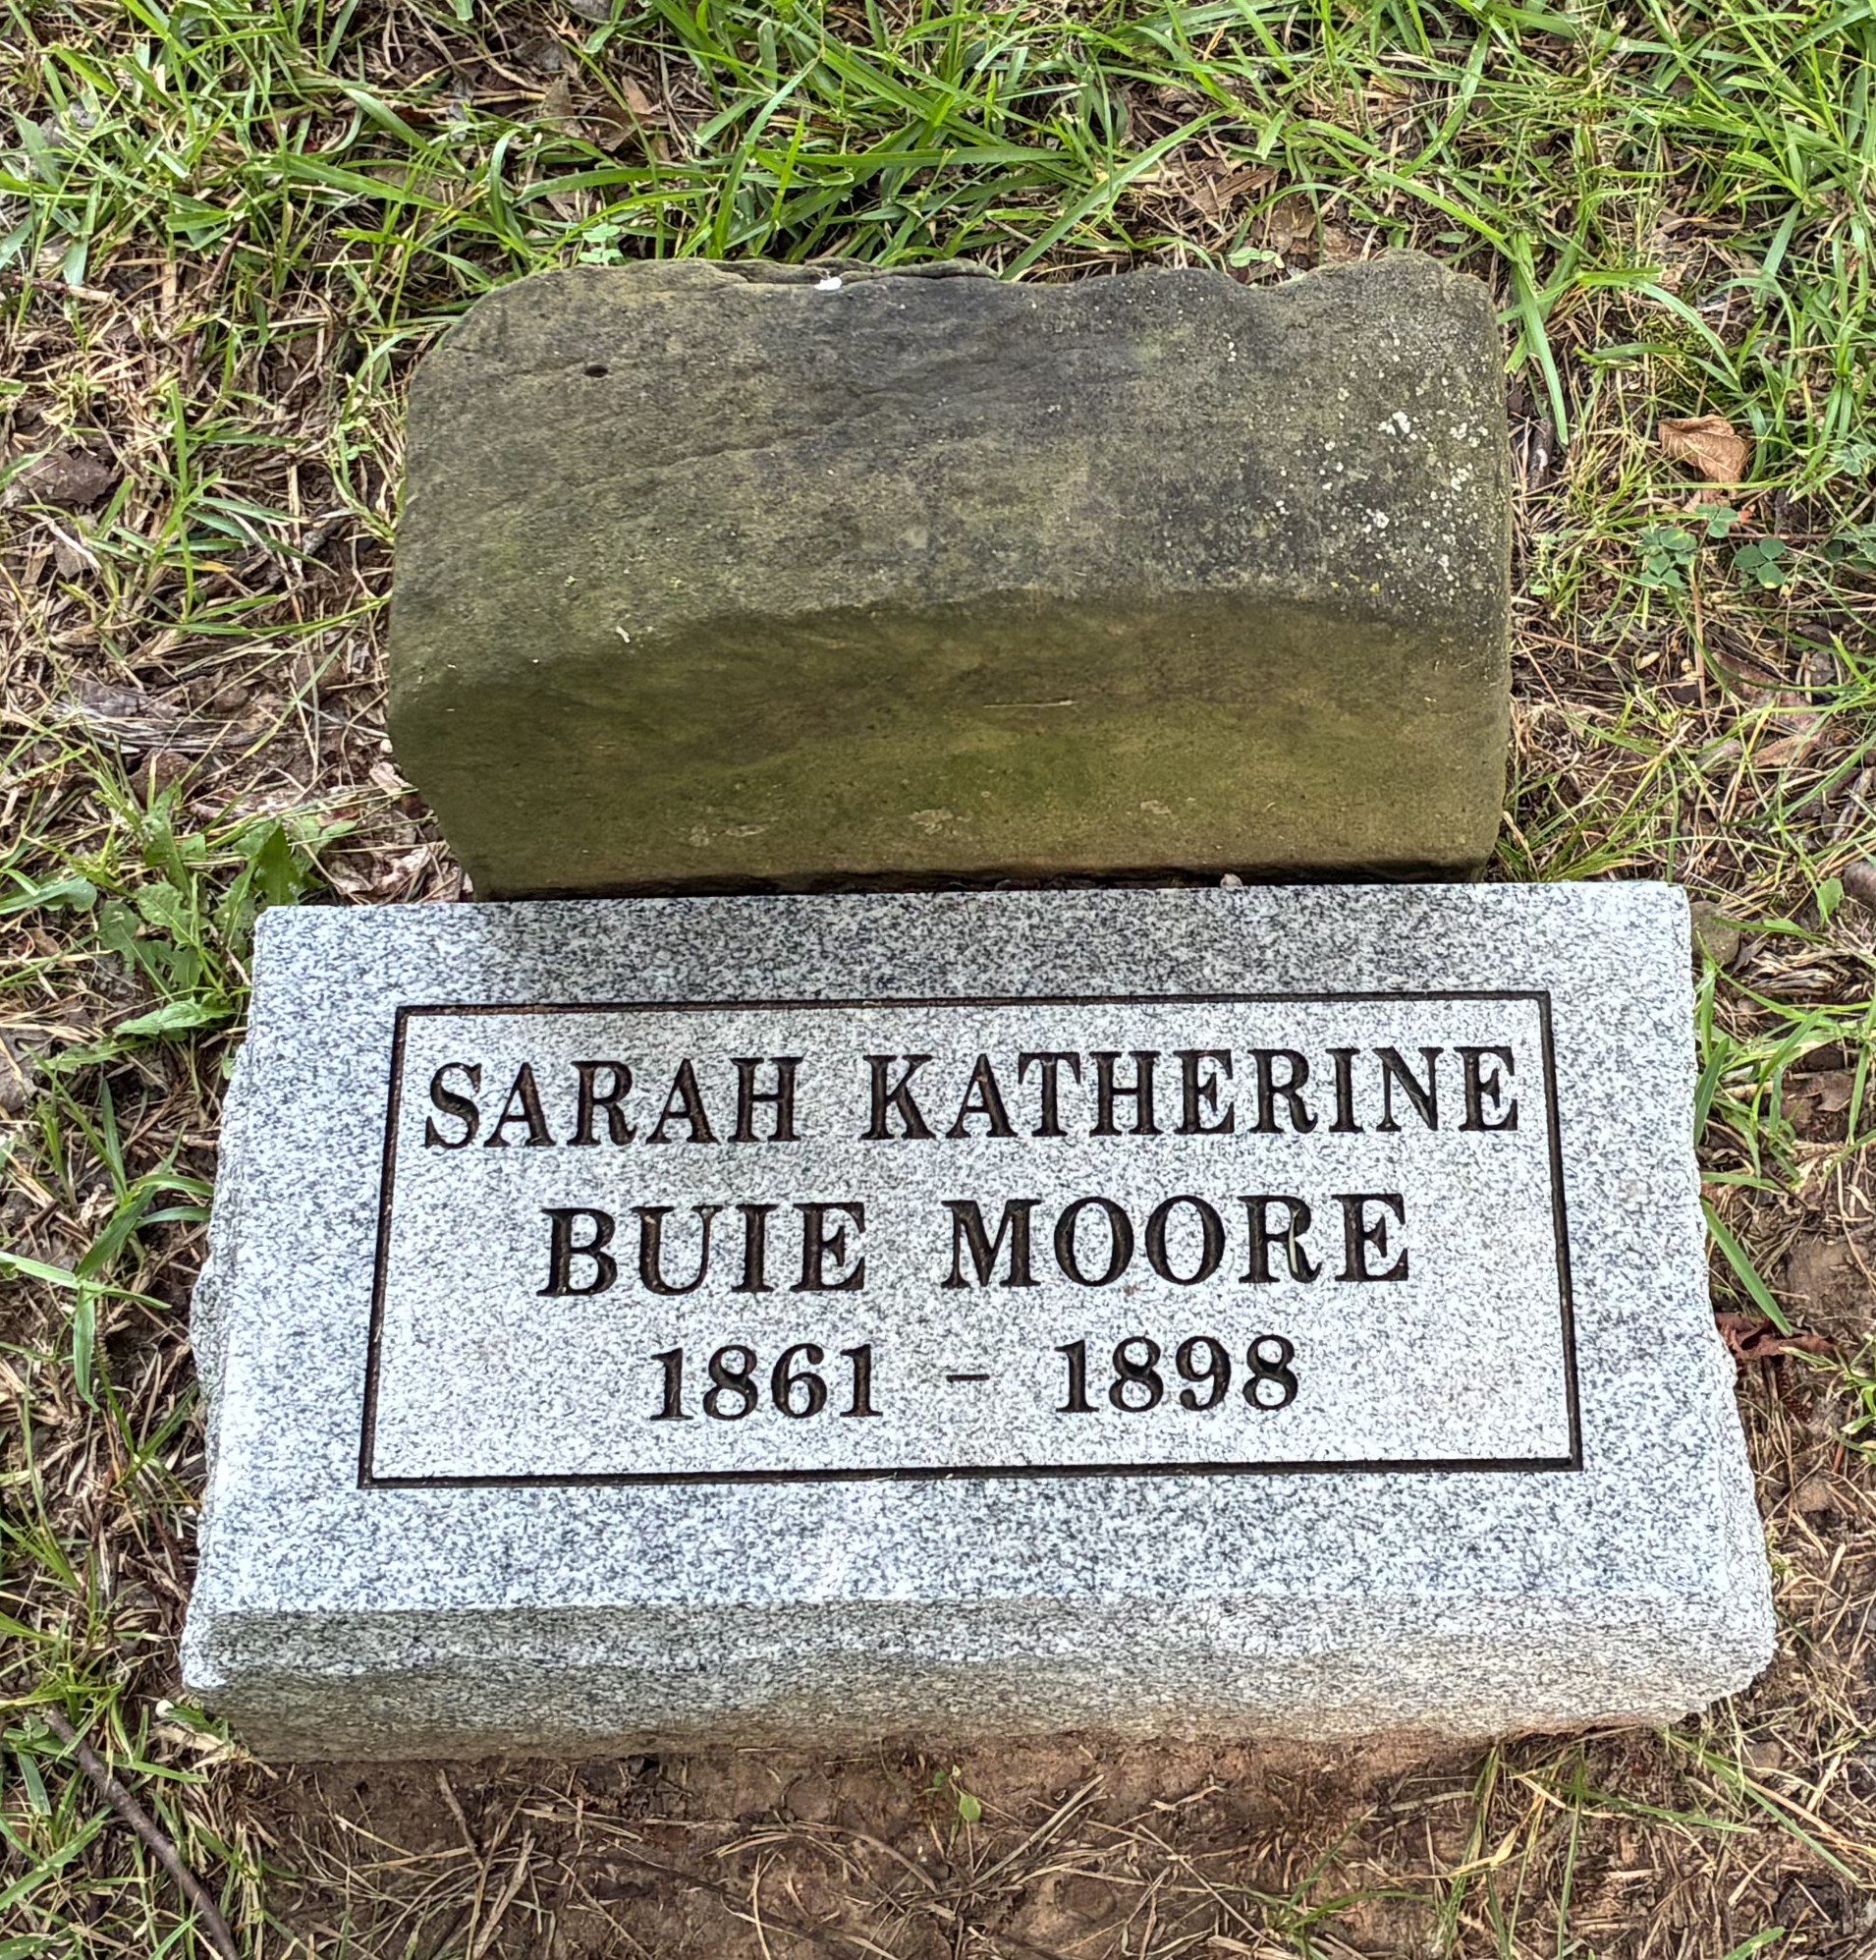 SARAH KATHERINE
BUIE MOORE
1861 - 1898